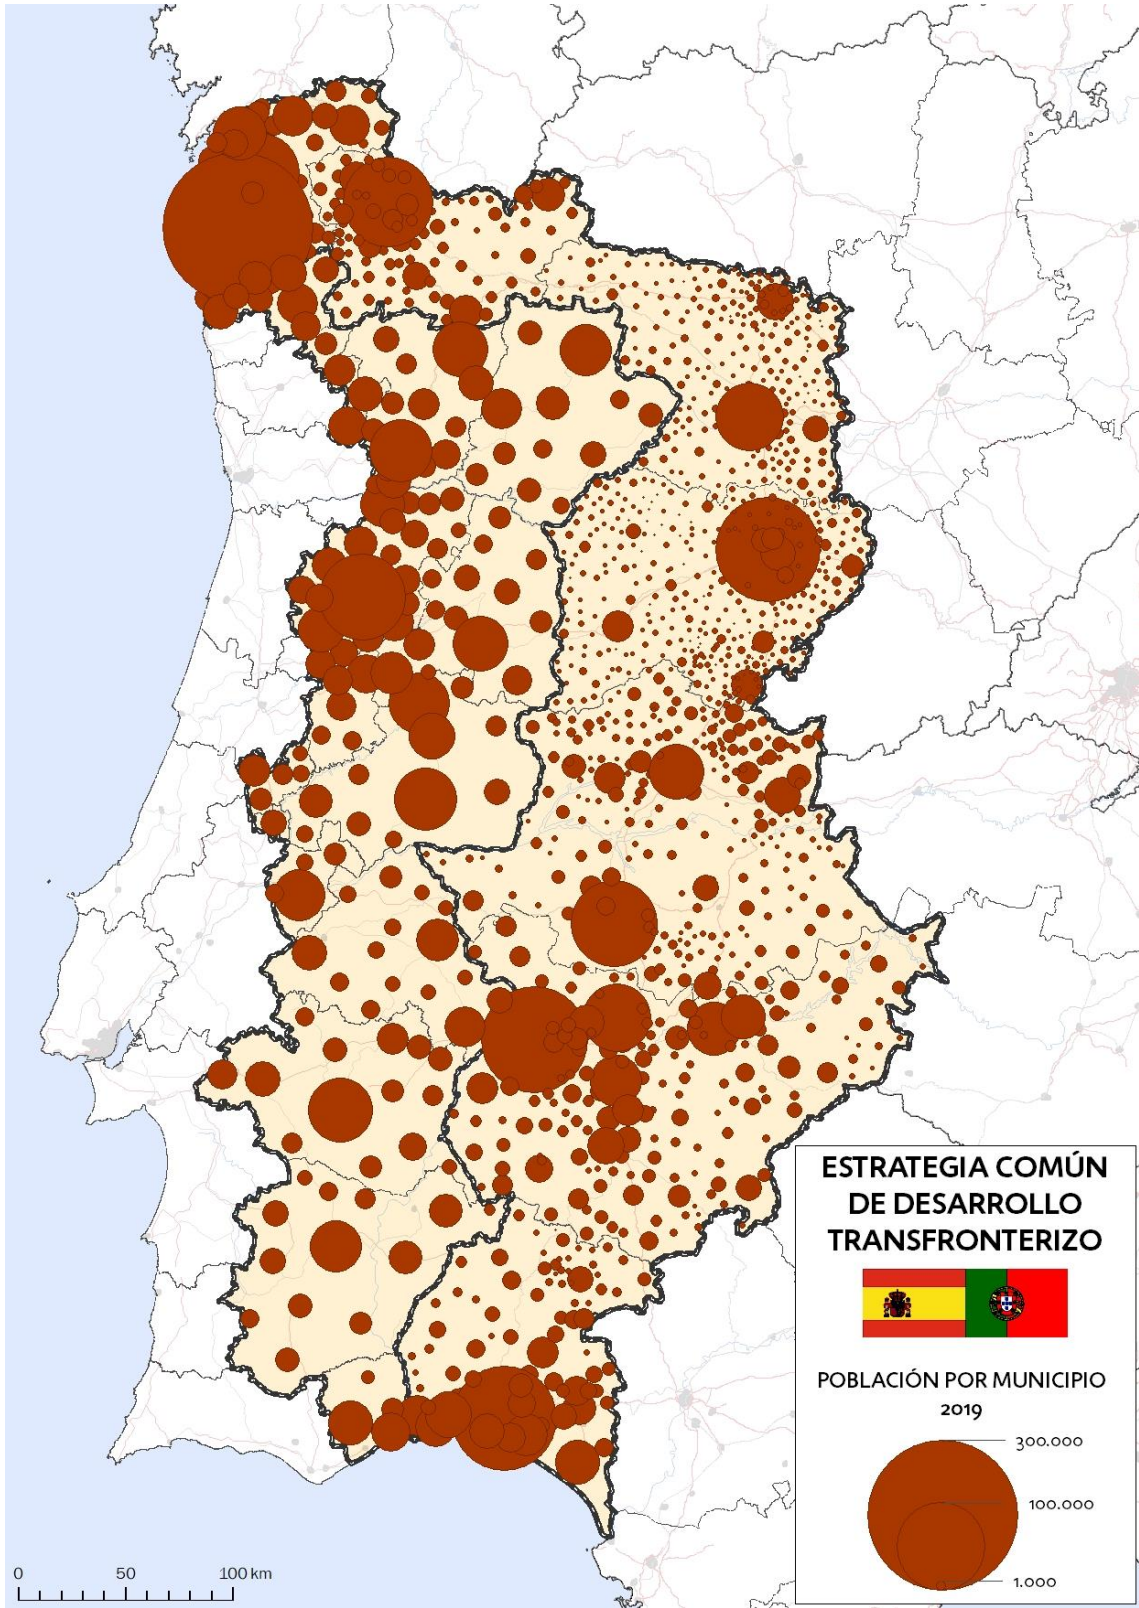 ESTRATEGIA COMÚN
DE DESARROLLO
TRANSFRONTERIZO
POBLACIÓN POR MUNICIPIO
2019
300.000
100.000
1.000
0 50 100 km